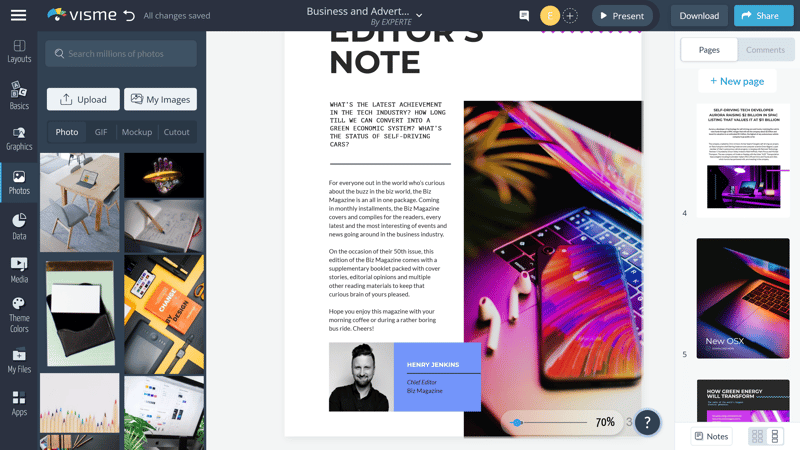 visme
All changes saved
Business and Advert...
By EXPERTE
E
Present
Download
Share
Layouts
Basics
Graphics
Photos
Data
Media
Theme
Colors
My Files
Apps
Search millions of photos
Upload
My Images
Photo
GIF
Mockup
Cutout
CHANGE
BY
DESIGN
EDITOR'S
NOTE
WHAT'S THE LATEST ACHIEVEMENT
IN THE TECH INDUSTRY? HOW LONG
TILL WE CAN CONVERT INTO A
GREEN ECONOMIC SYSTEM? WHAT'S
THE STATUS OF SELF-DRIVING
CARS?
For everyone out in the world who's curious
about the buzz in the biz world, the Biz
Magazine is an all in one package. Coming
in monthly installments, the Biz Magazine
covers and compiles for the readers, every
latest and the most interesting of events and
news going around in the business industry.
On the occasion of their 50th issue, this
edition of the Biz Magazine comes with a
supplementary booklet packed with cover
stories, editorial opinions and multiple
other reading materials to keep that
curious brain of yours pleased.
Hope you enjoy this magazine with your
morning coffee or during a rather boring
bus ride. Cheers!
HENRY JENKINS
Chief Editor
Biz Magazine
70%
3
?
Pages
Comments
+ New page
SELF-DRIVING TECH DEVELOPER
AURORA RAISING $2 BILLION IN SPAC
LISTING THAT VALUES IT AT $11 BILLION
4
New OSX
5
HOW GREEN ENERGY
WILL TRANSFORM
Notes